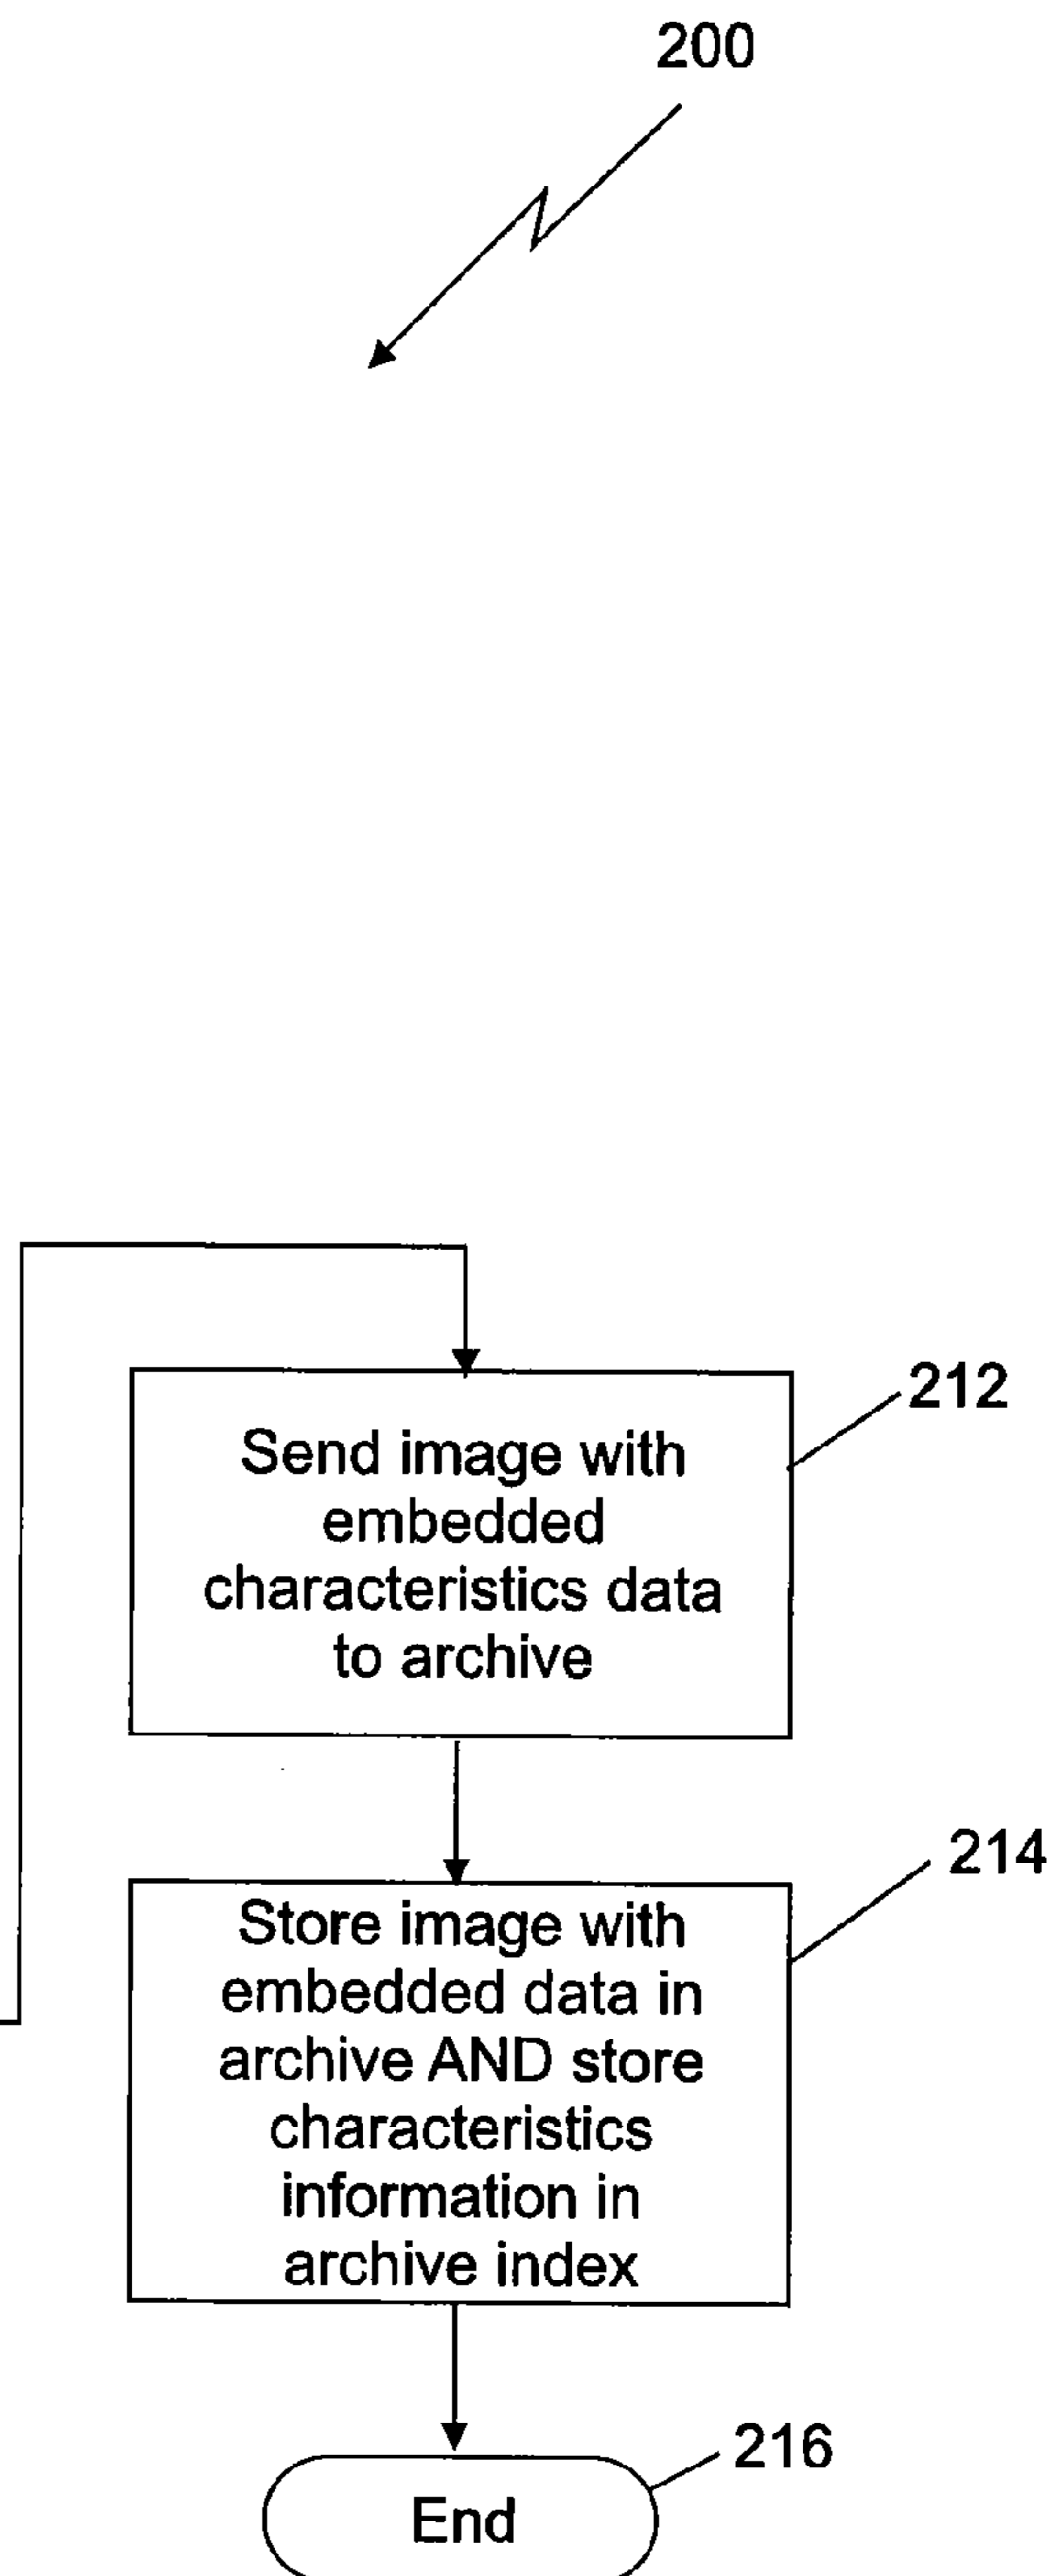 200
212
Send image with
embedded
characteristics data
to archive
214
Store image with
embedded data in
archive AND store
characteristics
information in
archive index
216
End